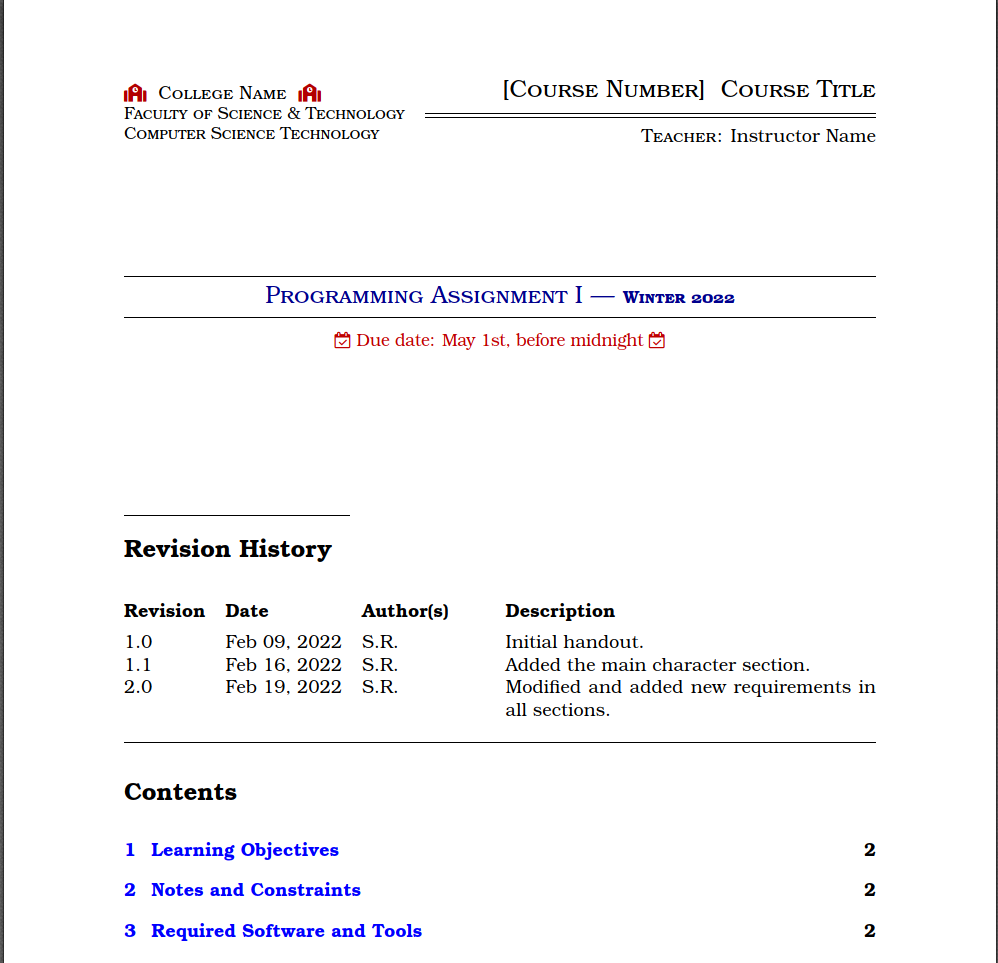 College Name
Faculty of Science & Technology
Computer Science Technology
[Course Number] Course Title
Teacher: Instructor Name
Programming Assignment I — Winter 2022
Due date: May 1st, before midnight
Revision History
Revision Date Author(s) Description
1.0 Feb 09, 2022 S.R. Initial handout.
1.1 Feb 16, 2022 S.R. Added the main character section.
2.0 Feb 19, 2022 S.R. Modified and added new requirements in
all sections.
Contents
1 Learning Objectives 2
2 Notes and Constraints 2
3 Required Software and Tools 2